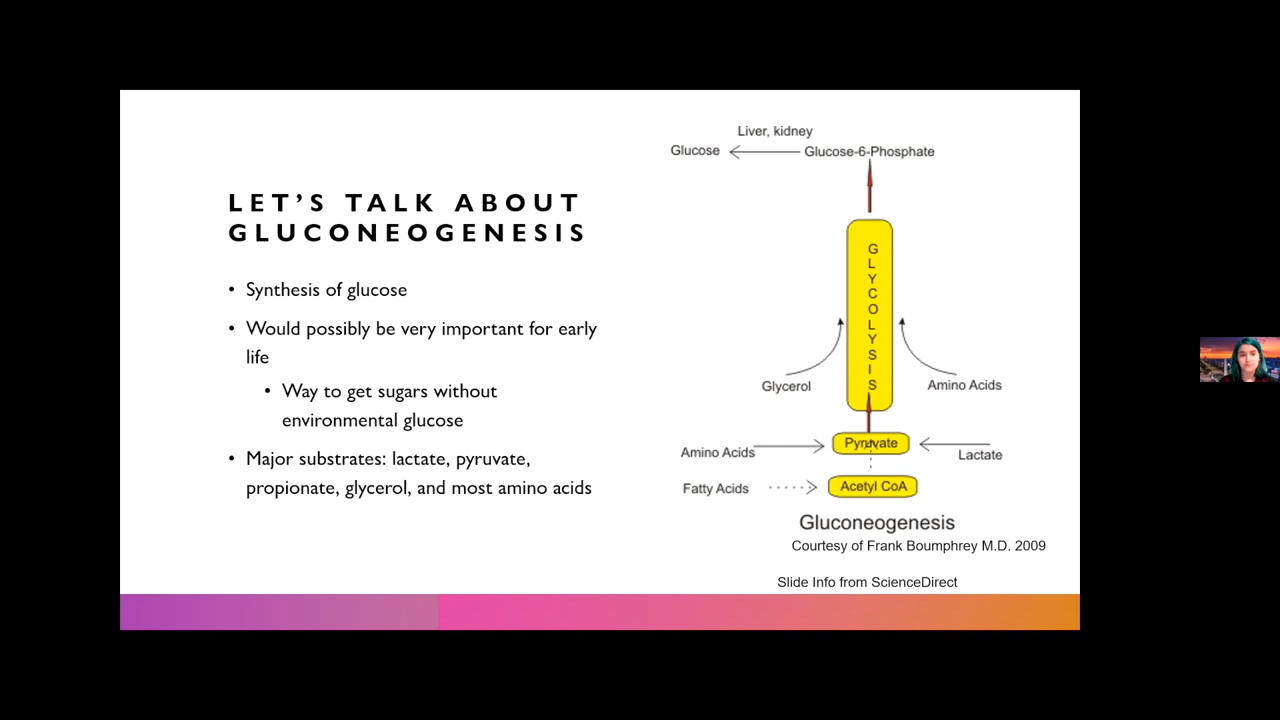 LET'S TALK ABOUT
GLUCONEOGENESIS
• Synthesis of glucose
• Would possibly be very important for early
life
• Way to get sugars without
environmental glucose
• Major substrates: lactate, pyruvate,
propionate, glycerol, and most amino acids
Liver, kidney
Glucose
Glucose-6-Phosphate
GLYCOLYSIS
Glycerol
Amino Acids
Amino Acids
Pyruvate
Lactate
Fatty Acids
Acetyl CoA
Gluconeogenesis
Courtesy of Frank Boumphrey M.D. 2009
Slide Info from ScienceDirect